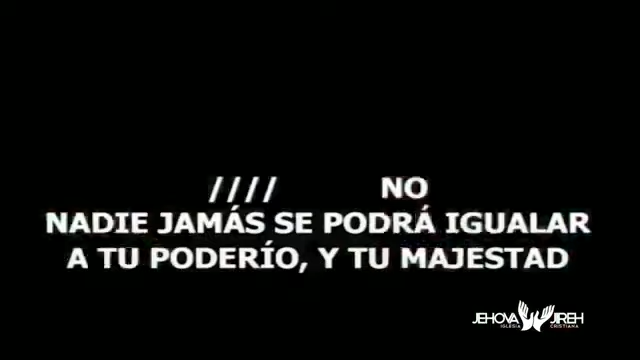 //// NO
NADIE JAMÁS SE PODRÁ IGUALAR
A TU PODERÍO, Y TU MAJESTAD
JEHOVA JIREH
IGLESIA CRISTIANA